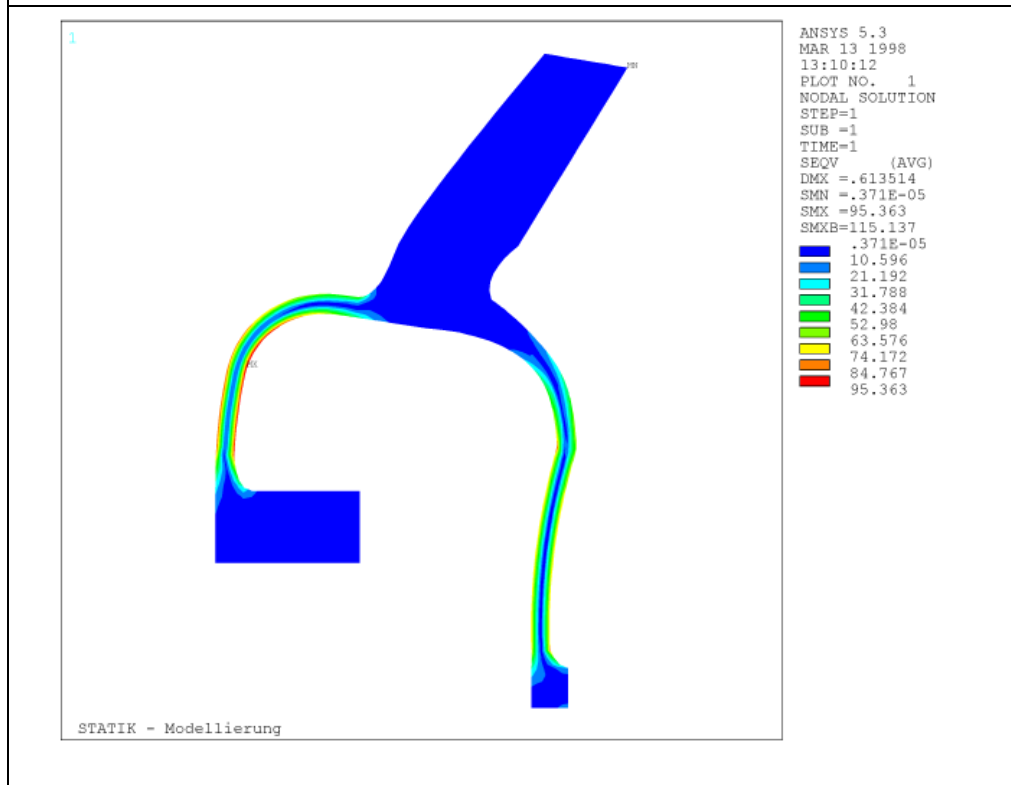 1
MN
MX
STATIK - Modellierung
ANSYS 5.3
MAR 13 1998
13:10:12
PLOT NO. 1
NODAL SOLUTION
STEP=1
SUB =1
TIME=1
SEQV (AVG)
DMX =.613514
SMN =.371E-05
SMX =95.363
SMXB=115.137
.371E-05
10.596
21.192
31.788
42.384
52.98
63.576
74.172
84.767
95.363